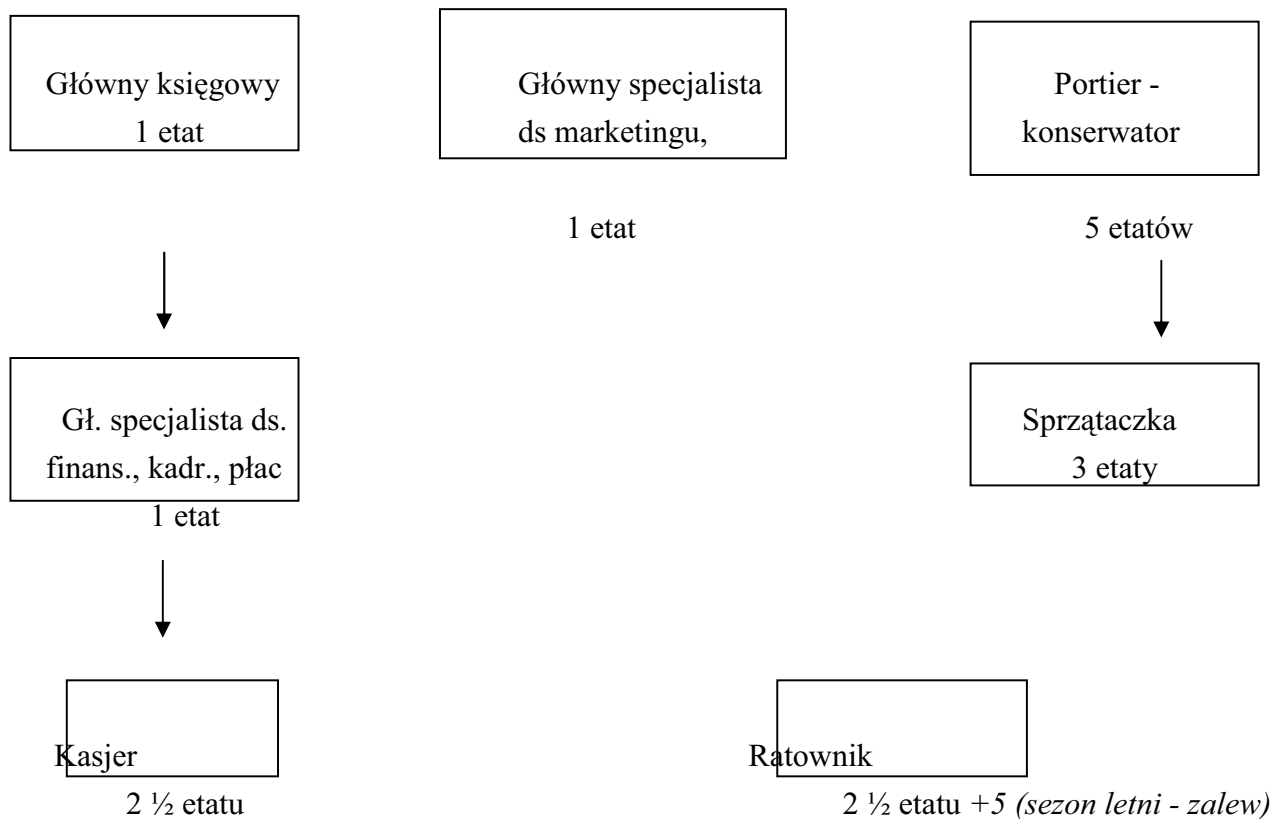 Główny księgowy
1 etat
Główny specjalista
ds marketingu,
1 etat
Portier -
konserwator
5 etatów
Gł. specjalista ds.
finans., kadr., płac
1 etat
Sprzątaczka
3 etaty
Kasjer
2 ½ etatu
Ratownik
2 ½ etatu +5 (sezon letni - zalew)